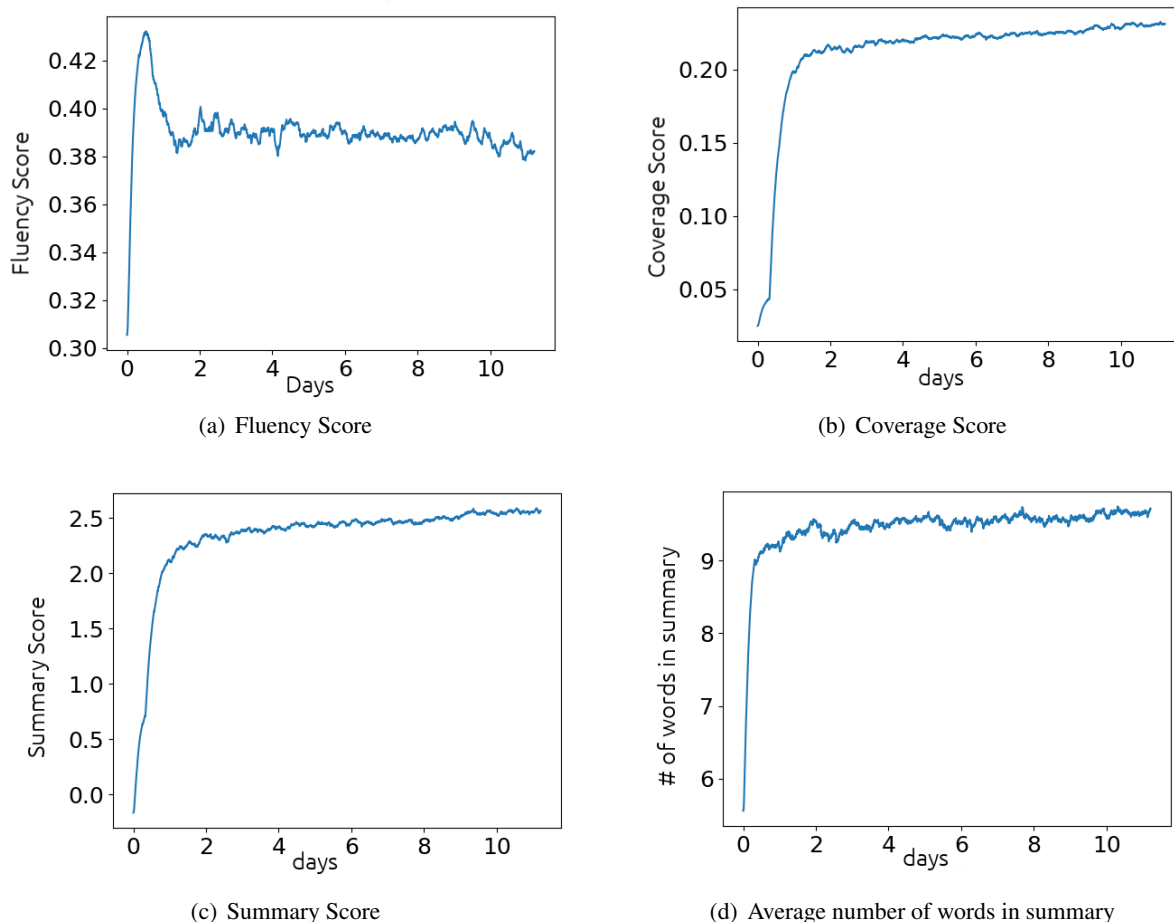 0.42
0.40
0.38
0.36
0.34
0.32
0.30
Fluency Score
0 2 4 6 8 10
Days
(a) Fluency Score
0.20
0.15
0.10
0.05
Coverage Score
0 2 4 6 8 10
days
(b) Coverage Score
2.5
2.0
1.5
1.0
0.5
0.0
Summary Score
0 2 4 6 8 10
days
(c) Summary Score
9
8
7
6
# of words in summary
0 2 4 6 8 10
days
(d) Average number of words in summary